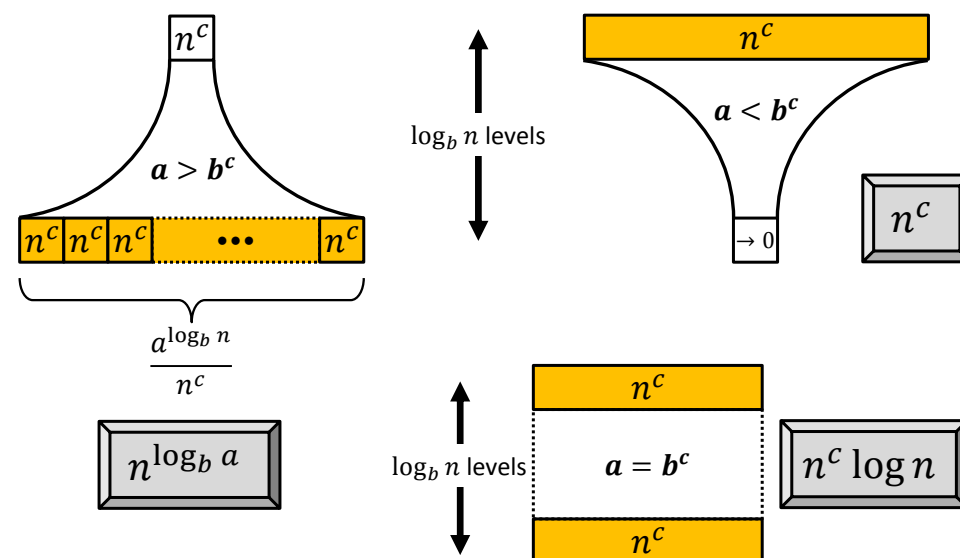 n^c
a > b^c
n^c n^c n^c ••• n^c
a^{log_b n}
n^c
n^{log_b a}
log_b n levels
n^c
a < b^c
→ 0
n^c
log_b n levels
n^c
a = b^c
n^c log n